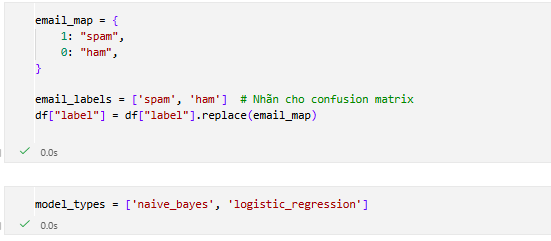 email_map = {
    1: "spam",
    0: "ham",
}
email_labels = ['spam', 'ham']  # Nhãn cho confusion matrix
df["label"] = df["label"].replace(email_map)
0.0s
model_types = ['naive_bayes', 'logistic_regression']
0.0s